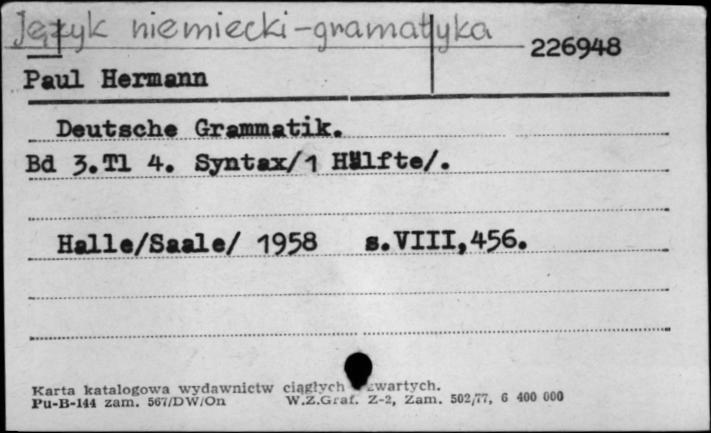 Język niemiecki-gramatyka
226948
Paul Hermann
Deutsche Grammatik.
Bd 3.Tl 4. Syntax/1 Hälfte/.
Halle/Saale/ 1958 s.VIII,456.
Karta katalogowa wydawnictw ciągłych zwartych.
Pu-B-144 zam. 567/DW/On W.Z.Graf. Z-2, Zam. 502/77, 6 400 000